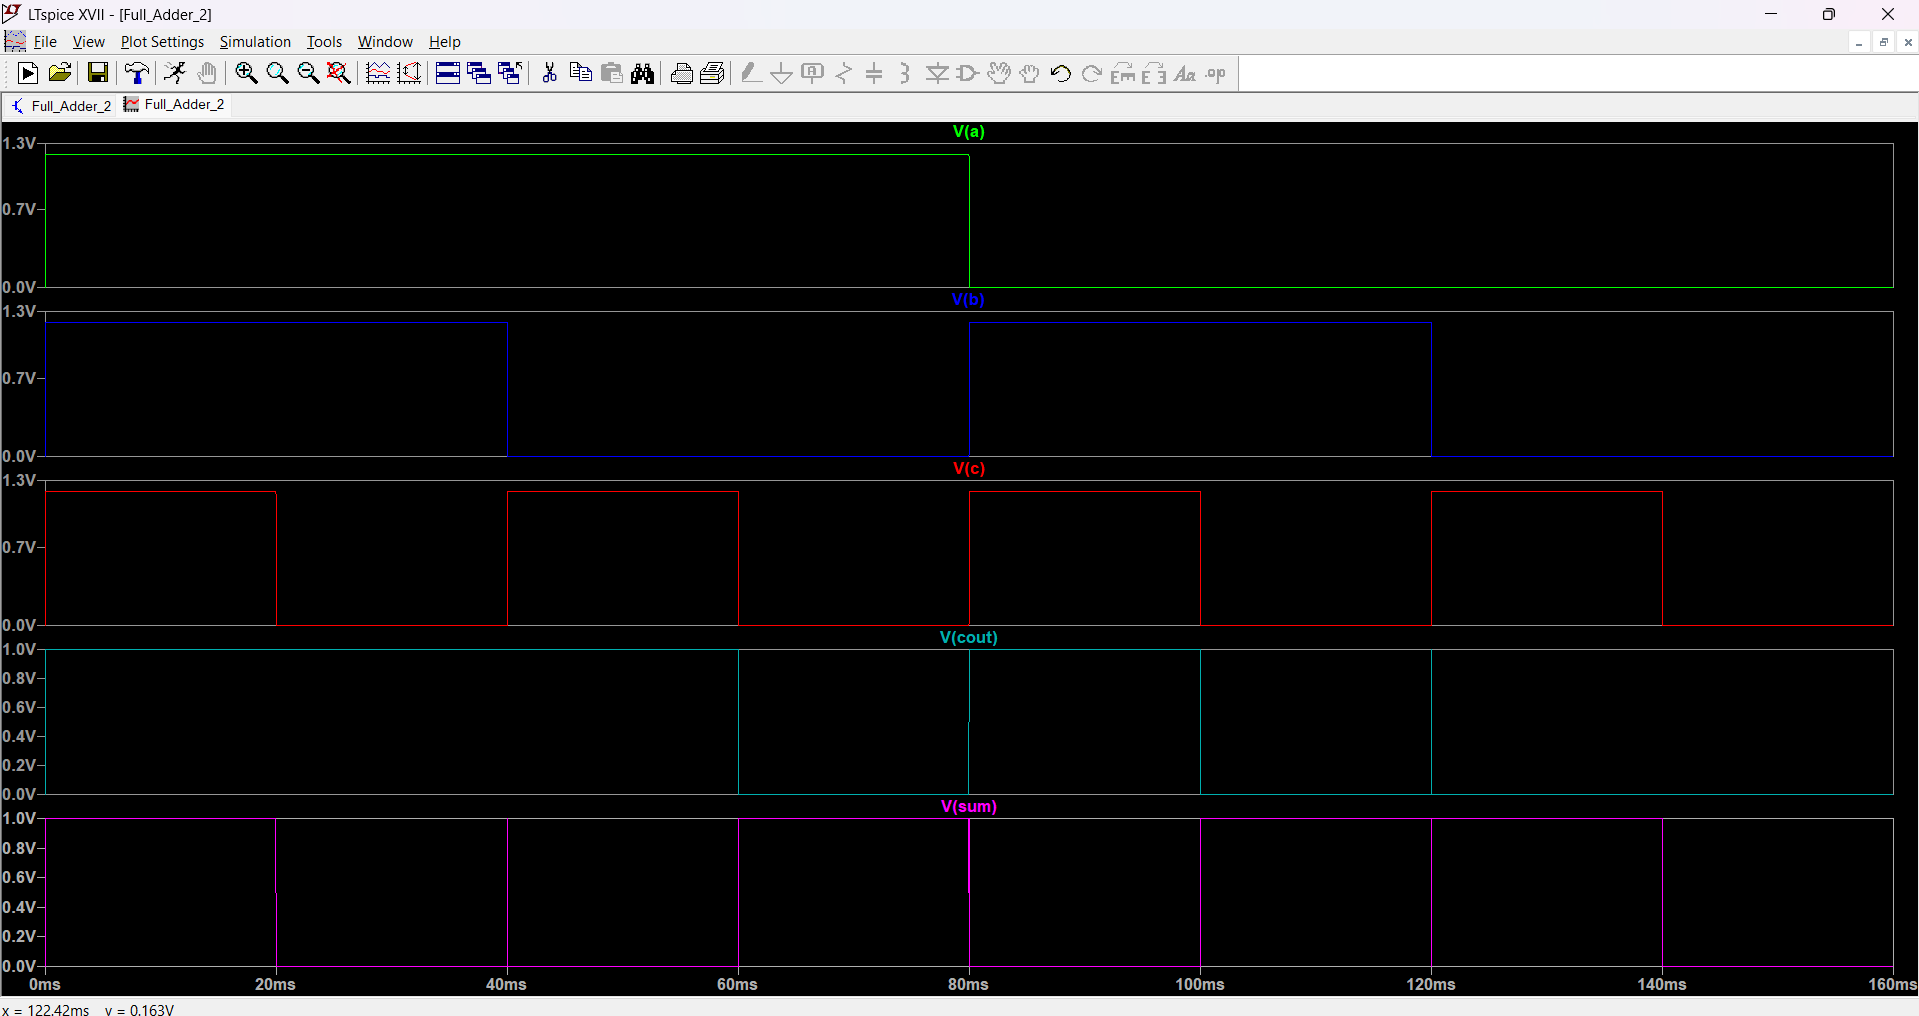 LTspice XVII - [Full_Adder_2]
File View Plot Settings Simulation Tools Window Help
Full_Adder_2 Full_Adder_2
V(a)
1.3V
0.7V
0.0V
V(b)
1.3V
0.7V
0.0V
V(c)
1.3V
0.7V
0.0V
V(cout)
1.0V
0.8V
0.6V
0.4V
0.2V
0.0V
V(sum)
1.0V
0.8V
0.6V
0.4V
0.2V
0.0V
0ms 20ms 40ms 60ms 80ms 100ms 120ms 140ms 160ms
x = 122.42ms y = 0.163V